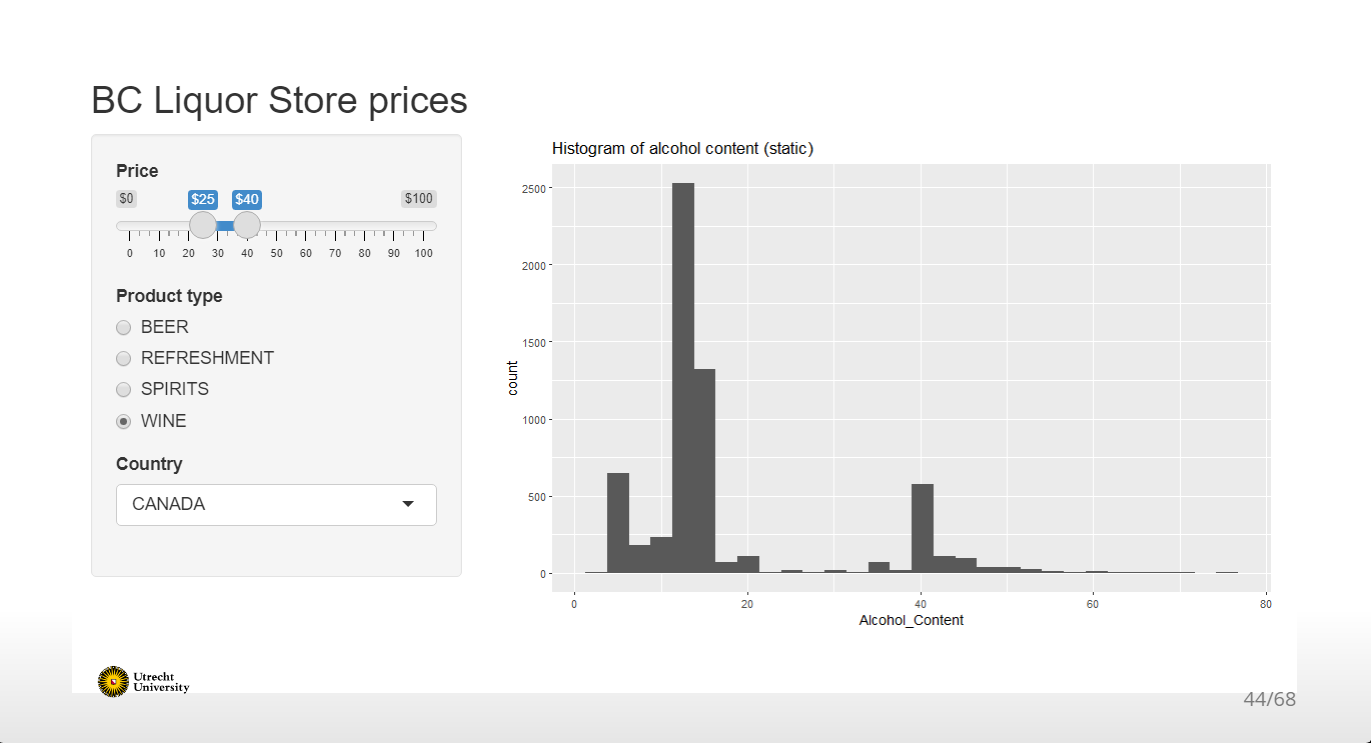 BC Liquor Store prices
Price
$0 $25 $40 $100
0 10 20 30 40 50 60 70 80 90 100
Product type
BEER
REFRESHMENT
SPIRITS
WINE
Country
CANADA
Histogram of alcohol content (static)
count
2500
2000
1500
1000
500
0
0 20 40 60 80
Alcohol_Content
Utrecht
University
44/68